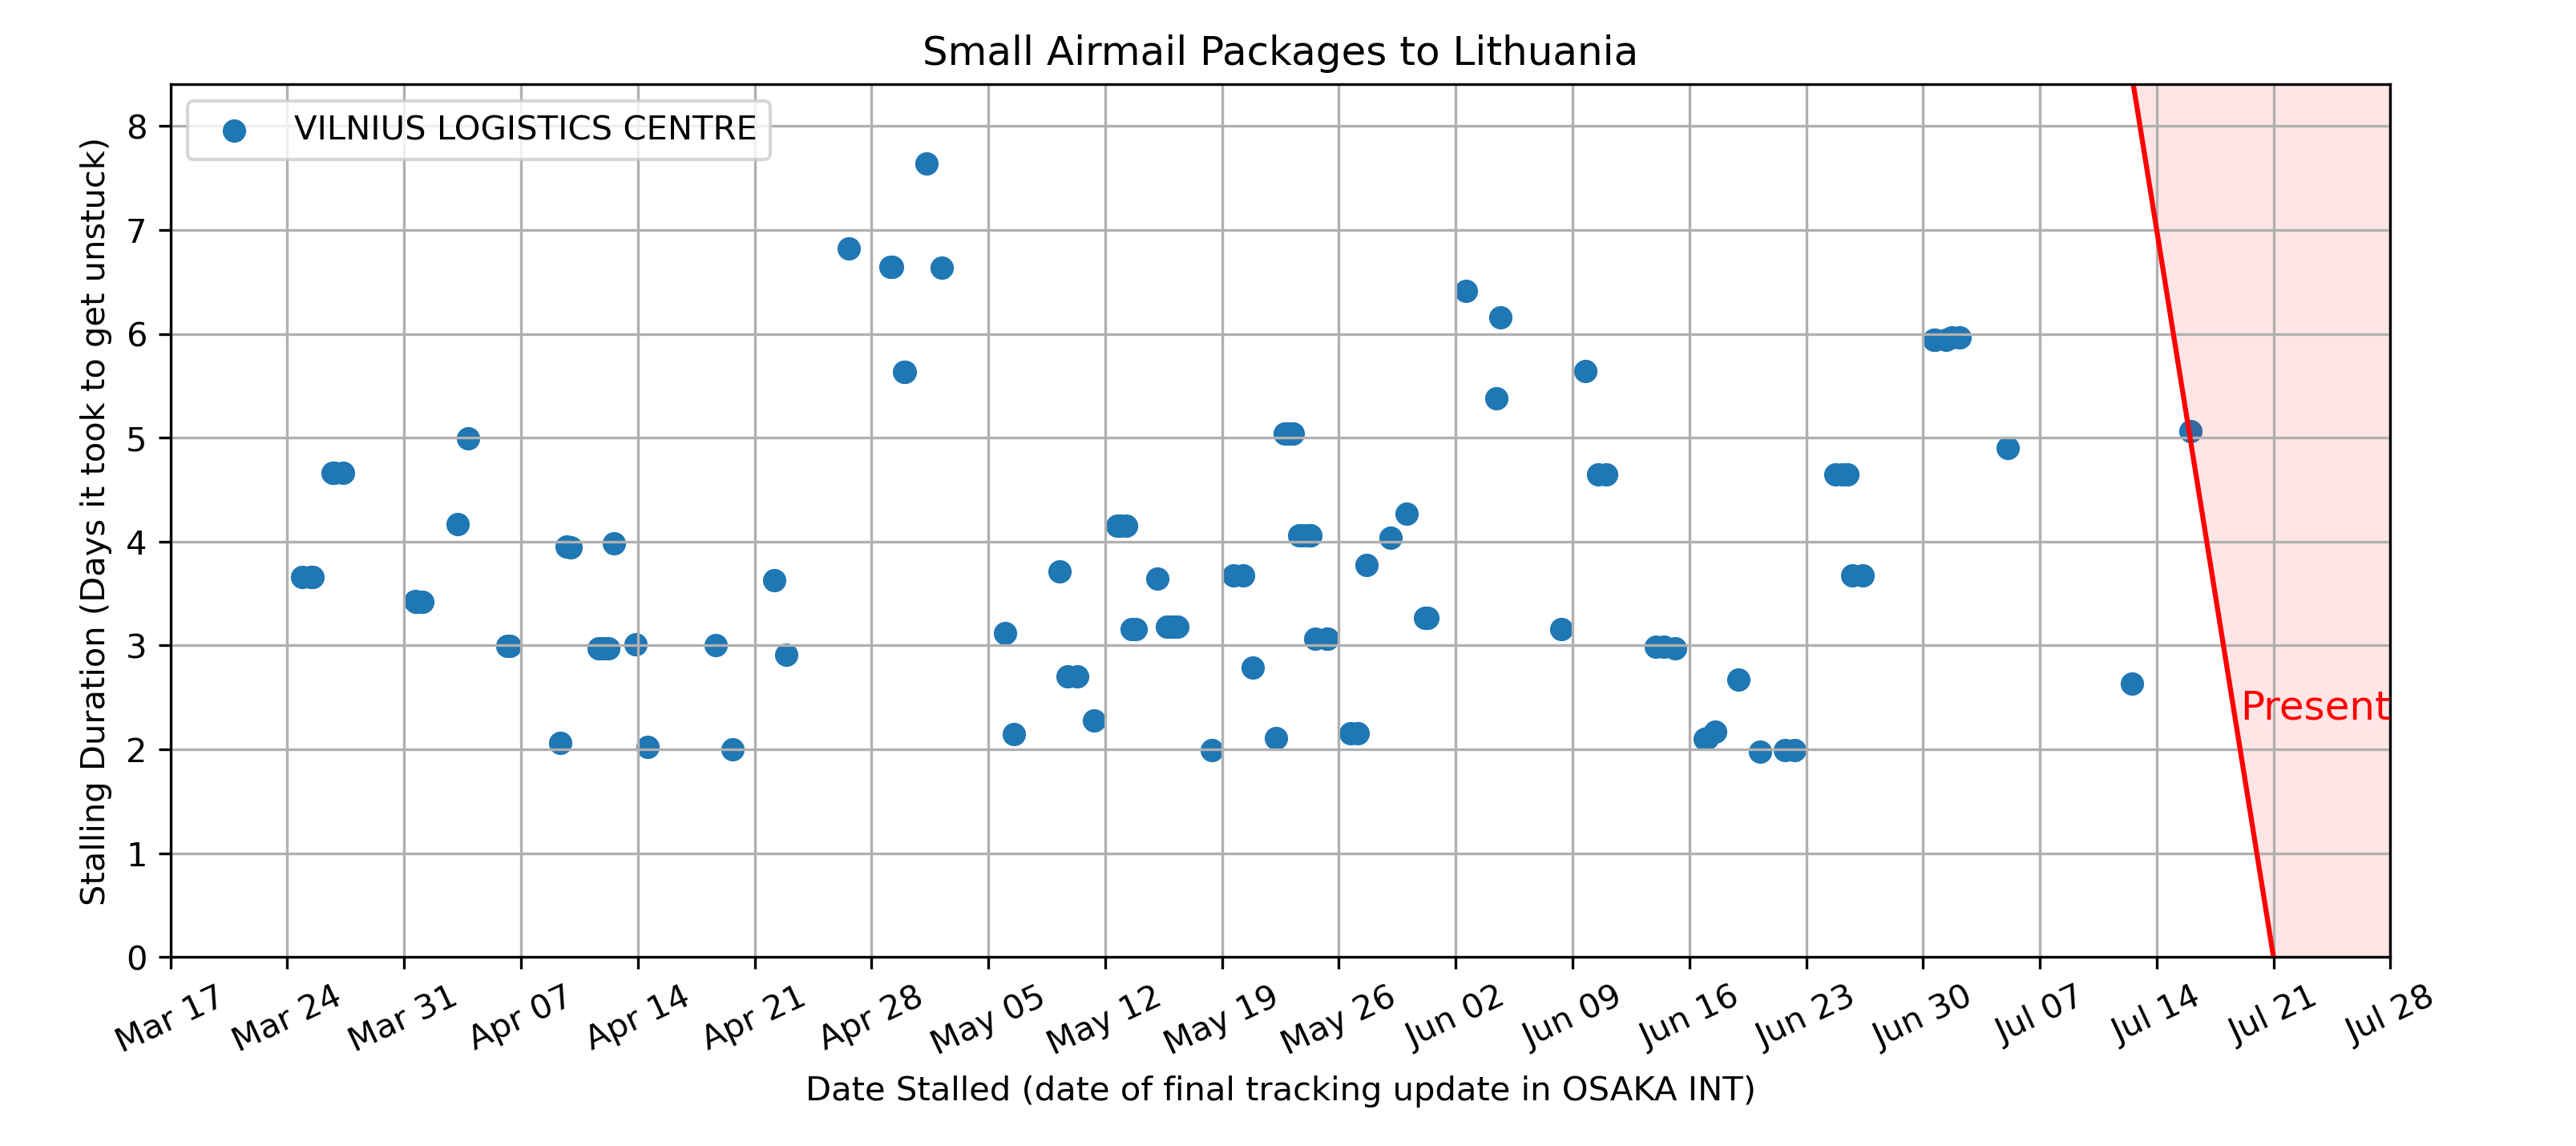 Small Airmail Packages to Lithuania
VILNIUS LOGISTICS CENTRE
Stalling Duration (Days it took to get unstuck)
8
7
6
5
4
3
2
1
0
Present
Mar 17 Mar 24 Mar 31 Apr 07 Apr 14 Apr 21 Apr 28 May 05 May 12 May 19 May 26 Jun 02 Jun 09 Jun 16 Jun 23 Jun 30 Jul 07 Jul 14 Jul 21 Jul 28
Date Stalled (date of final tracking update in OSAKA INT)